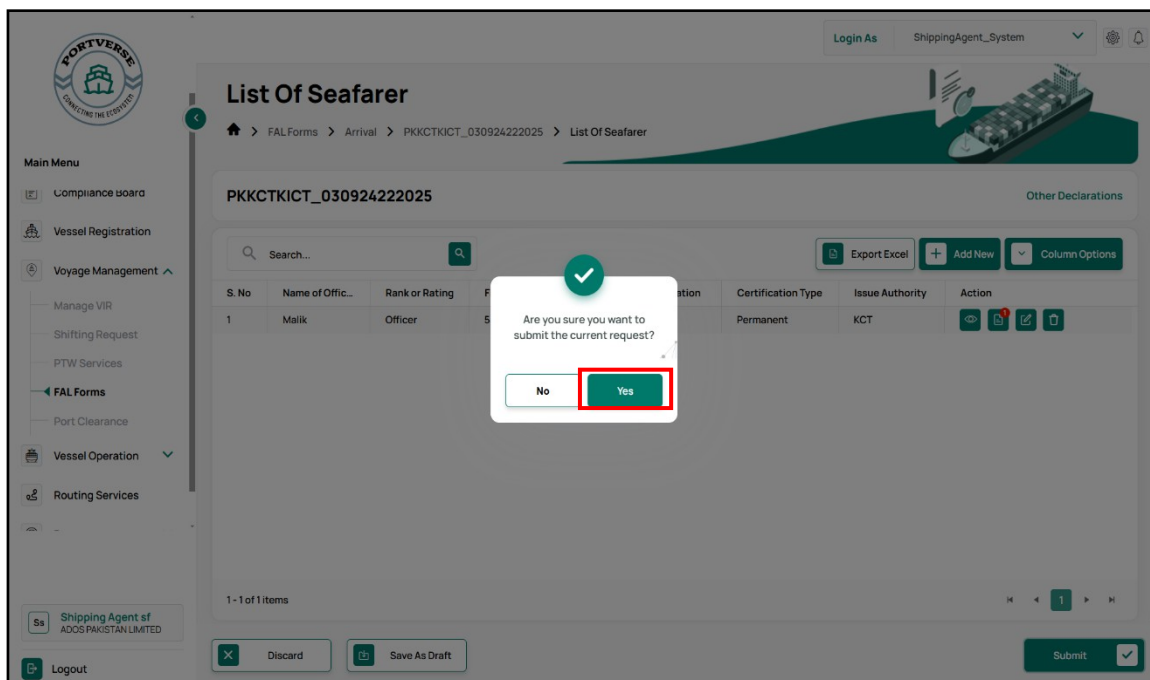 PORTVERSE
CONNECTING THE ECOSYSTEM
Login As ShippingAgent_System
List Of Seafarer
> FAL Forms > Arrival > PKKCTKICT_030924222025 > List Of Seafarer
Main Menu
Compliance Board
Vessel Registration
Voyage Management
Manage VIR
Shifting Request
PTW Services
FAL Forms
Port Clearance
Vessel Operation
Routing Services
Ss Shipping Agent sf
ADOS PAKISTAN LIMITED
Logout
PKKCTKICT_030924222025 Other Declarations
Search... Export Excel + Add New Column Options
S. No Name of Offic... Rank or Rating F ation Certification Type Issue Authority Action
1 Malik Officer 5 Permanent KCT 1
Are you sure you want to
submit the current request?
No Yes
1 - 1 of 1 items 1
Discard Save As Draft Submit